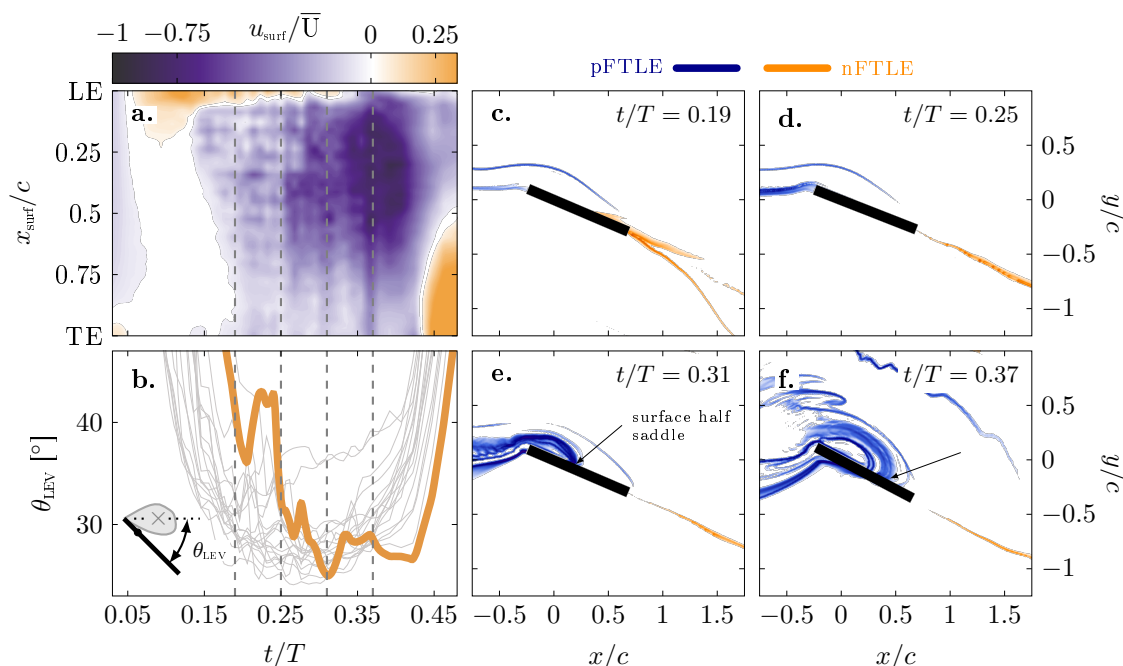 −1 −0.75 u_surf/U̅ 0 0.25
pFTLE nFTLE
LE
0.25
0.5
0.75
TE
x_surf/c
a.
c. t/T = 0.19
d. t/T = 0.25
0.5
0
−0.5
−1
y/c
b.
40
30
θ_LEV [°]
θ_LEV
e. t/T = 0.31
surface half
saddle
f. t/T = 0.37
0.5
0
−0.5
−1
y/c
0.05 0.15 0.25 0.35 0.45
−0.5 0 0.5 1 1.5
−0.5 0 0.5 1 1.5
t/T
x/c
x/c